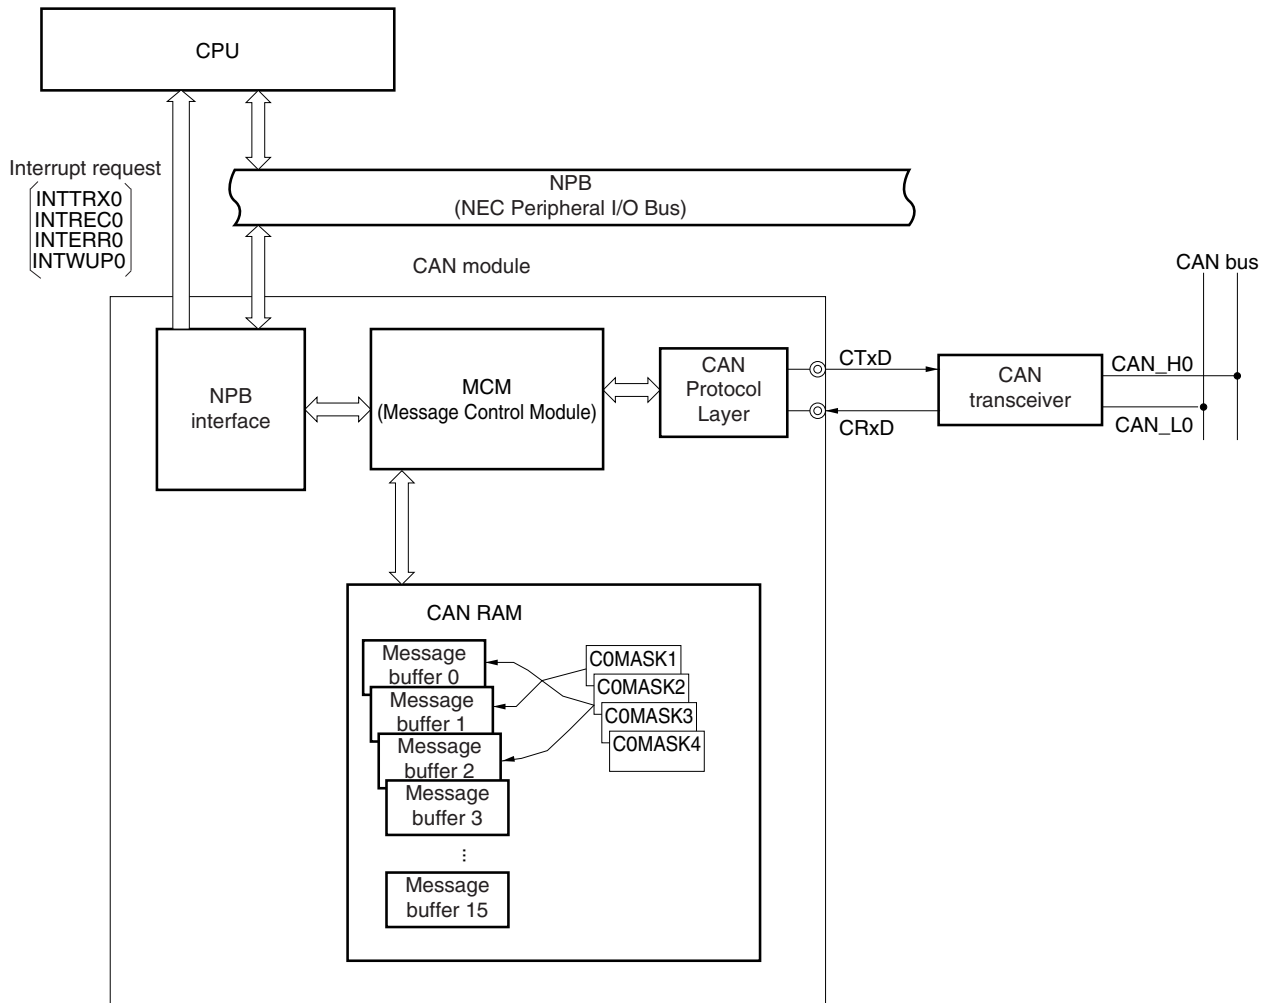 CPU
Interrupt request
INTTRX0
INTREC0
INTERR0
INTWUP0
NPB
(NEC Peripheral I/O Bus)
CAN module
CAN bus
NPB
interface
MCM
(Message Control Module)
CAN
Protocol
Layer
CTxD
CRxD
CAN
transceiver
CAN_H0
CAN_L0
CAN RAM
Message
buffer 0
Message
buffer 1
Message
buffer 2
Message
buffer 3
...
Message
buffer 15
C0MASK1
C0MASK2
C0MASK3
C0MASK4